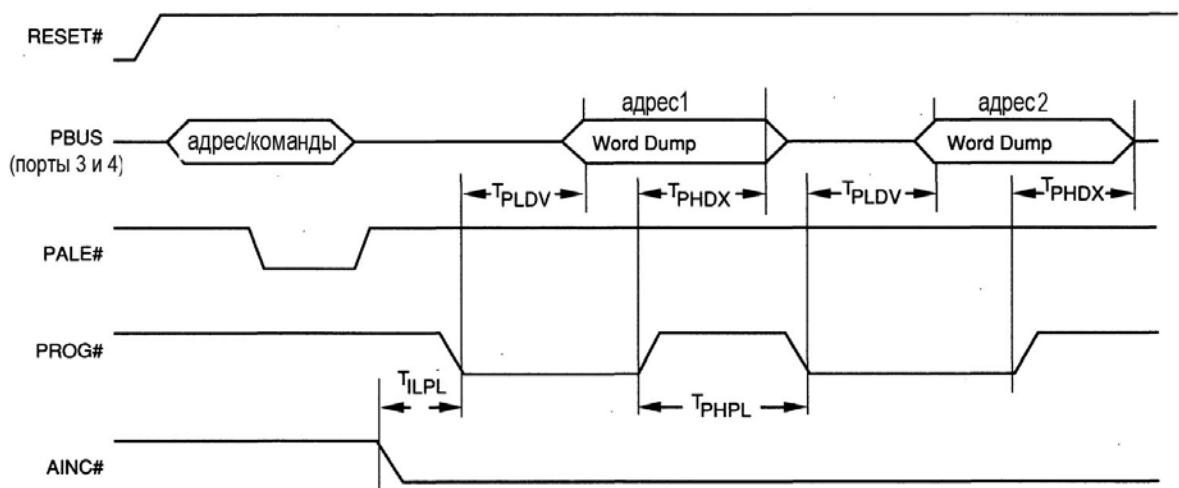 RESET#
PBUS
(порты 3 и 4)
адрес/команды
адрес1
Word Dump
адрес2
Word Dump
TPLDV
TPHDX
TPLDV
TPHDX
PALE#
PROG#
TILPL
TPHPL
AINC#